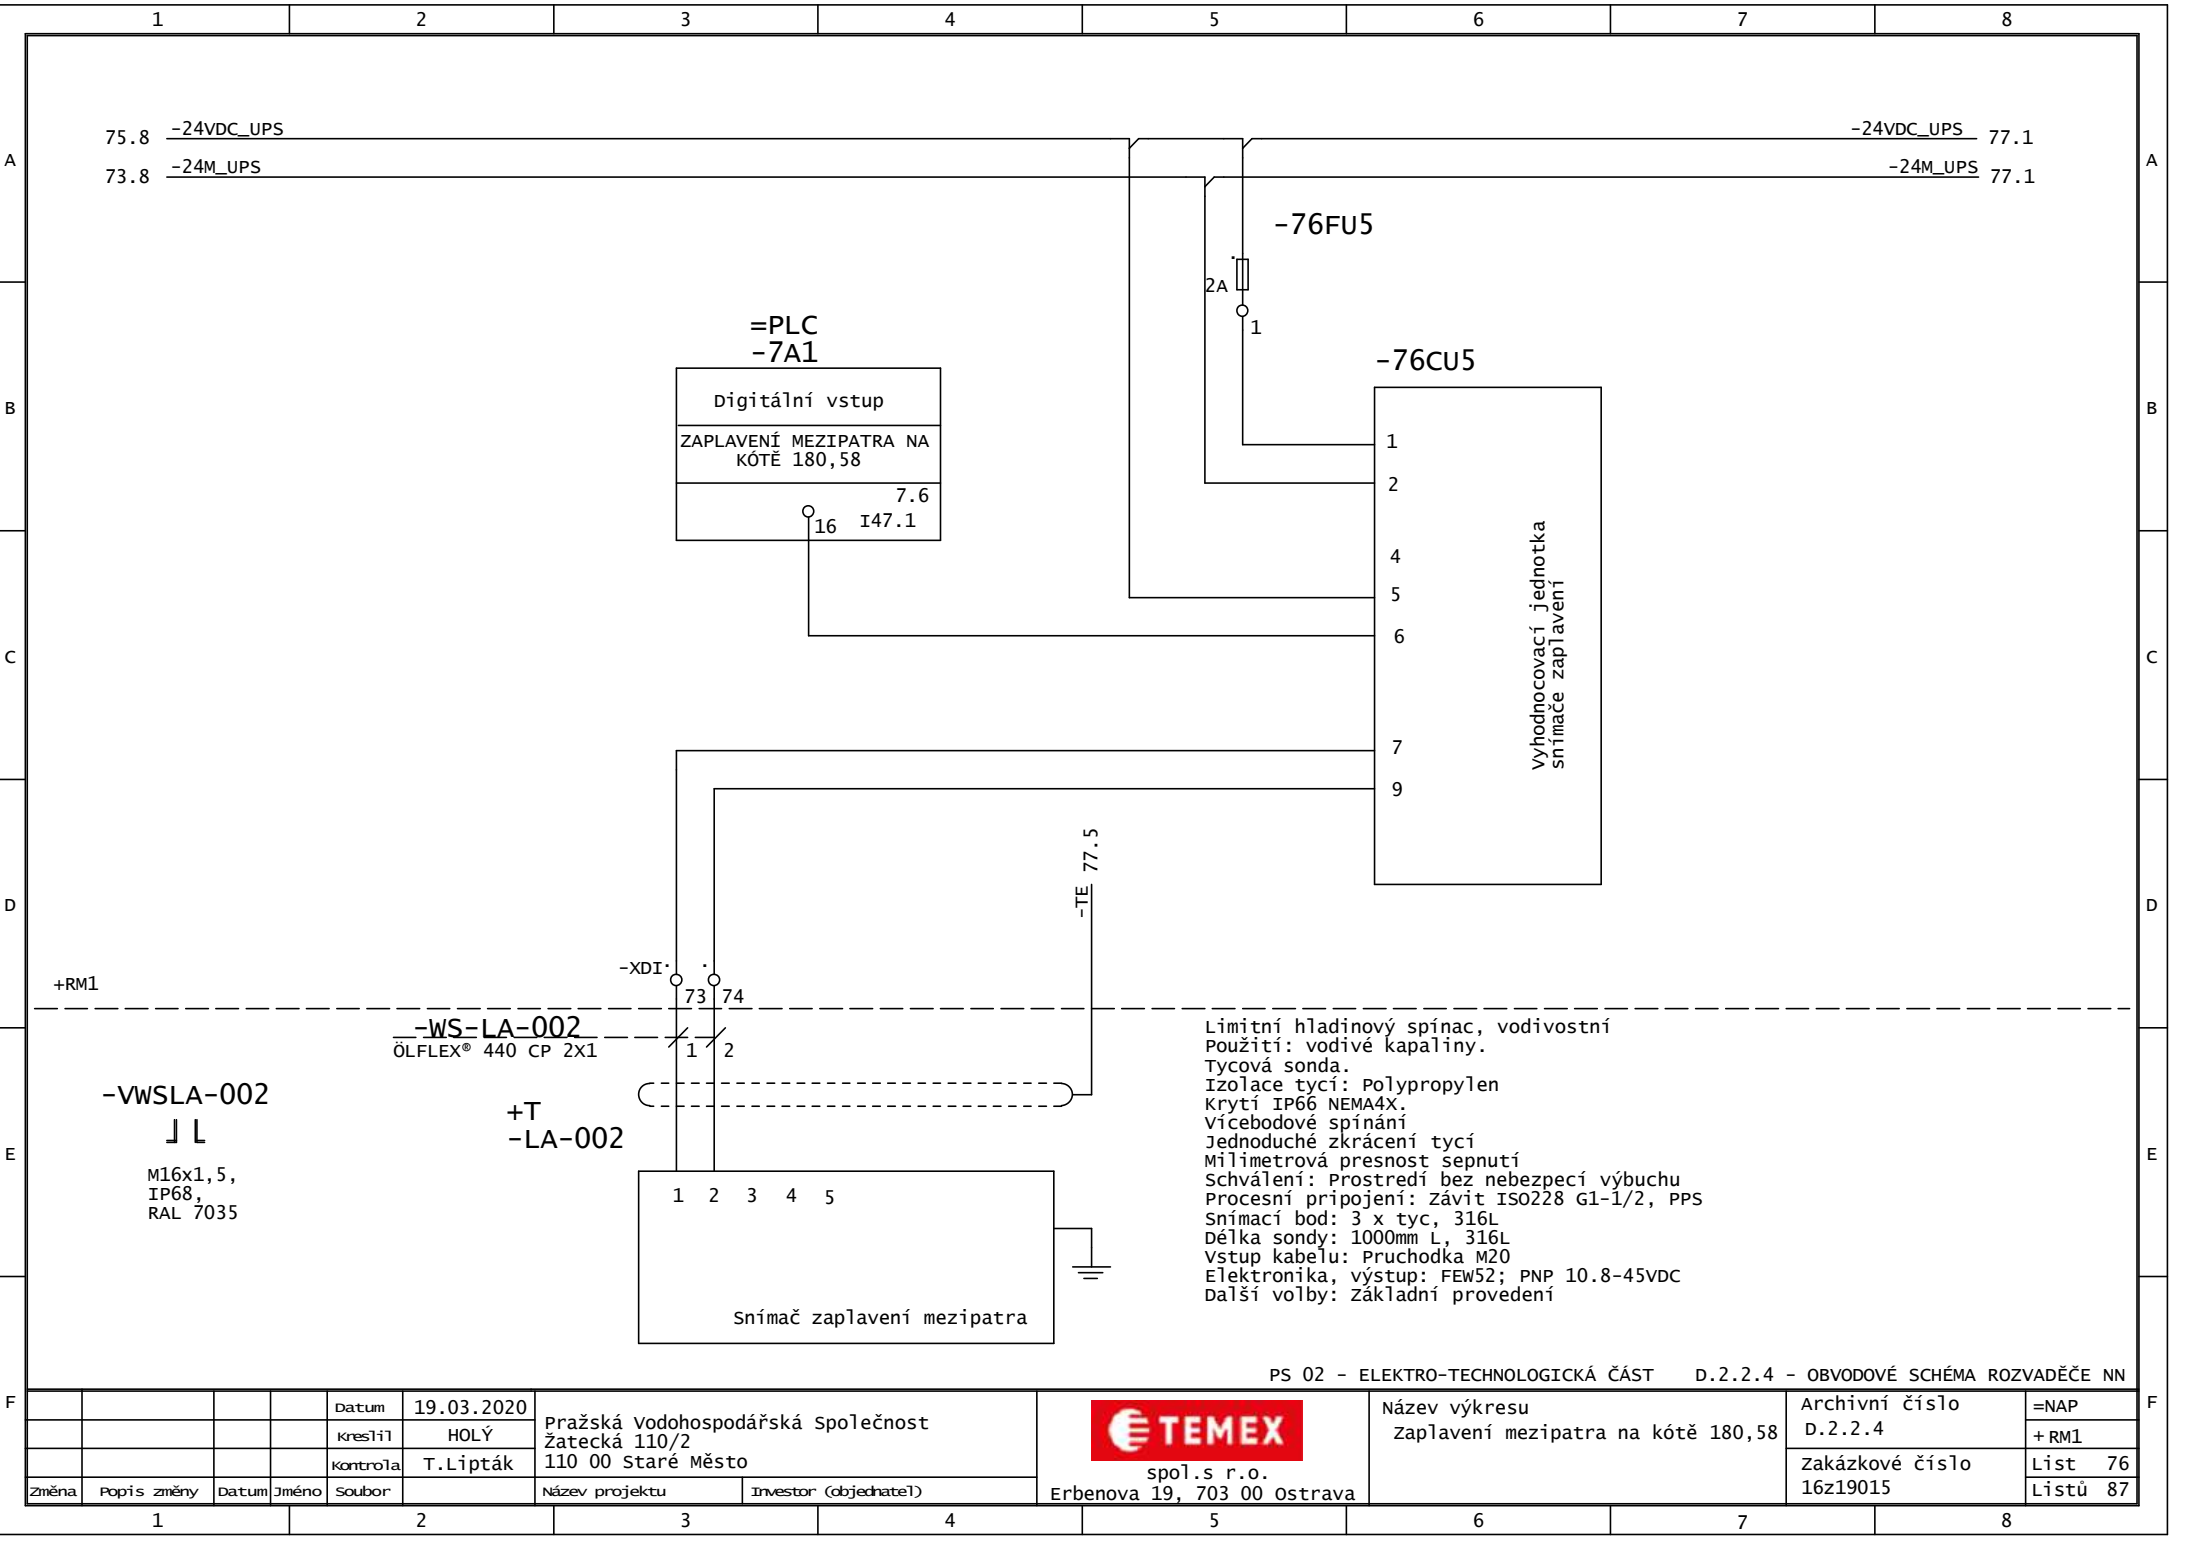 1 2 3 4 5 6 7 8
A
B
C
D
E
F
75.8 -24VDC_UPS
73.8 -24M_UPS
-24VDC_UPS 77.1
-24M_UPS 77.1
A
B
C
D
E
F
-76FU5
2A
1
=PLC
-7A1
Digitální vstup
ZAPLAVENÍ MEZIPATRA NA
KÓTĚ 180,58
7.6
16 I47.1
-76CU5
1
2
4
5
6
7
9
Vyhodnocovací jednotka
snímače zaplavení
-TE 77.5
-XDI
73 74
+RM1
-WS-LA-002
ÖLFLEX® 440 CP 2X1
1 2
-VWSLA-002
M16x1,5,
IP68,
RAL 7035
+T
-LA-002
1 2 3 4 5
Snímač zaplavení mezipatra
Limitní hladinový spínac, vodivostní
Použití: vodivé kapaliny.
Tycová sonda.
Izolace tycí: Polypropylen
Krytí IP66 NEMA4X.
Vícebodové spínání
Jednoduché zkrácení tycí
Milimetrová presnost sepnutí
Schválení: Prostredí bez nebezpecí výbuchu
Procesní pripojení: Závit ISO228 G1-1/2, PPS
Snímací bod: 3 x tyc, 316L
Délka sondy: 1000mm L, 316L
Vstup kabelu: Pruchodka M20
Elektronika, výstup: FEW52; PNP 10.8-45VDC
Další volby: Základní provedení
PS 02 - ELEKTRO-TECHNOLOGICKÁ ČÁST D.2.2.4 - OBVODOVÉ SCHÉMA ROZVADĚČE NN
Datum 19.03.2020
Kreslil HOLÝ
Kontrola T.Lipták
Změna Popis změny Datum Jméno Soubor
Pražská Vodohospodářská Společnost
Žatecká 110/2
110 00 Staré Město
Název projektu Investor (objednatel)
TEMEX
spol.s r.o.
Erbenova 19, 703 00 Ostrava
Název výkresu
Zaplavení mezipatra na kótě 180,58
Archivní číslo
D.2.2.4
Zakázkové číslo
16z19015
=NAP
+ RM1
List 76
Listů 87
1 2 3 4 5 6 7 8